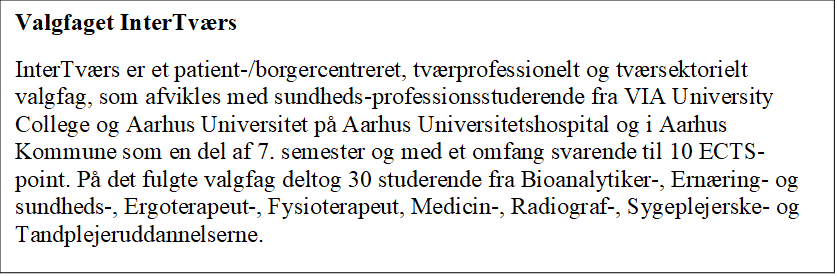 Valgfaget InterTværs
InterTværs er et patient-/borgercentreret, tværprofessionelt og tværsektorielt
valgfag, som afvikles med sundheds-professionsstuderende fra VIA University
College og Aarhus Universitet på Aarhus Universitetshospital og i Aarhus
Kommune som en del af 7. semester og med et omfang svarende til 10 ECTS-
point. På det fulgte valgfag deltog 30 studerende fra Bioanalytiker-, Ernæring- og
sundheds-, Ergoterapeut-, Fysioterapeut, Medicin-, Radiograf-, Sygeplejerske- og
Tandplejeruddannelserne.